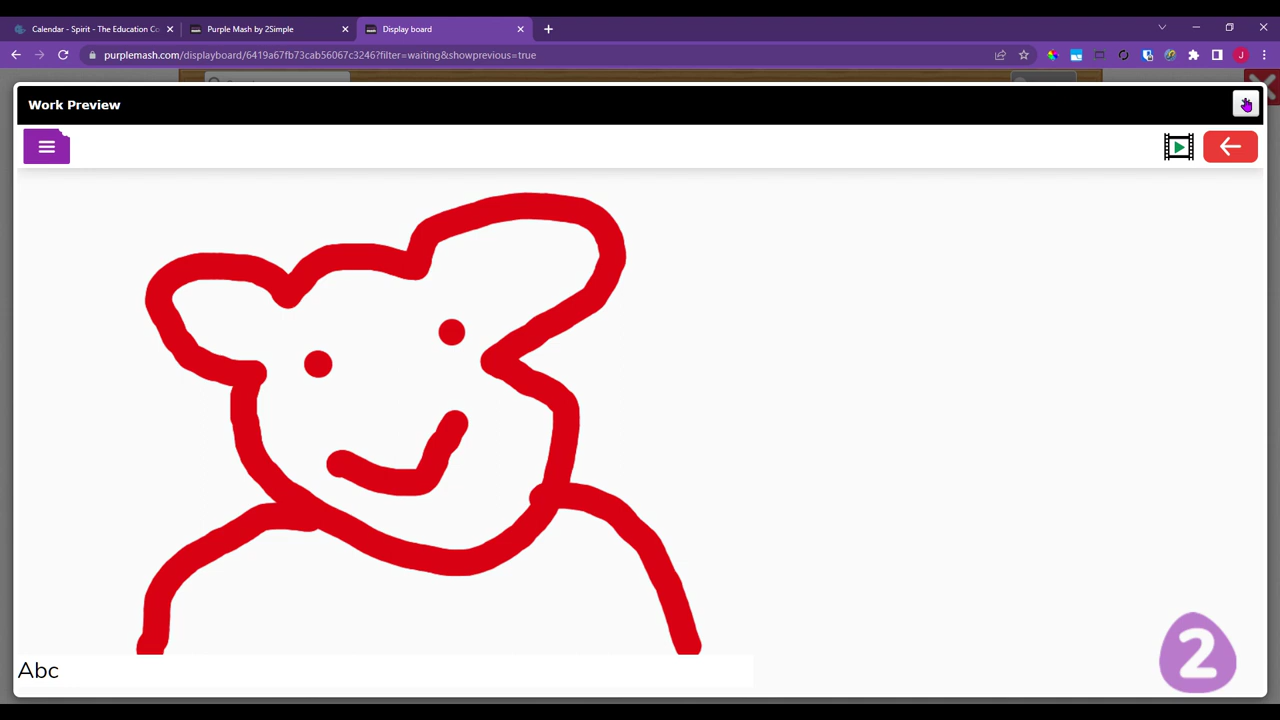 Calendar - Spirit - The Education Co
Purple Mash by 2Simple
Display board
purplemash.com/displayboard/6419a67fb73cab56067c3246?filter=waiting&showprevious=true
J
Work Preview
2
Abc